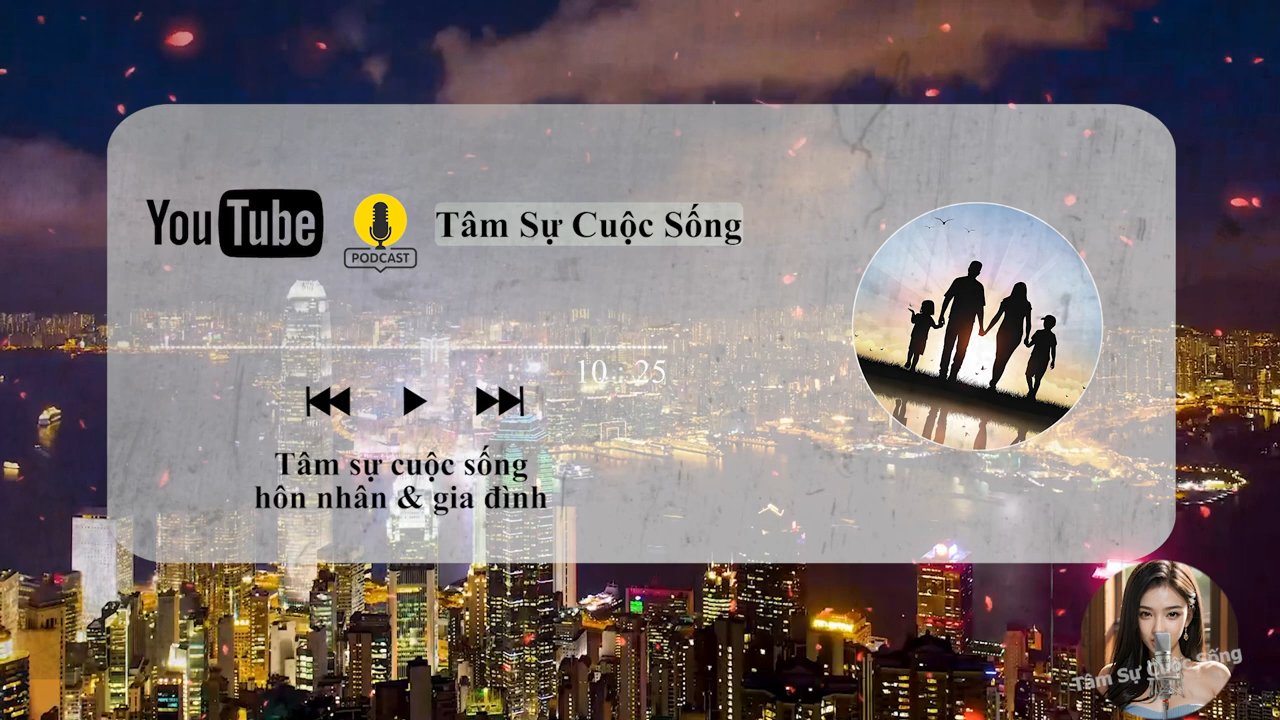 YouTube
PODCAST
Tâm Sự Cuộc Sống
10 : 25
Tâm sự cuộc sống
hôn nhân & gia đình
Tâm Sự Cuộc Sống